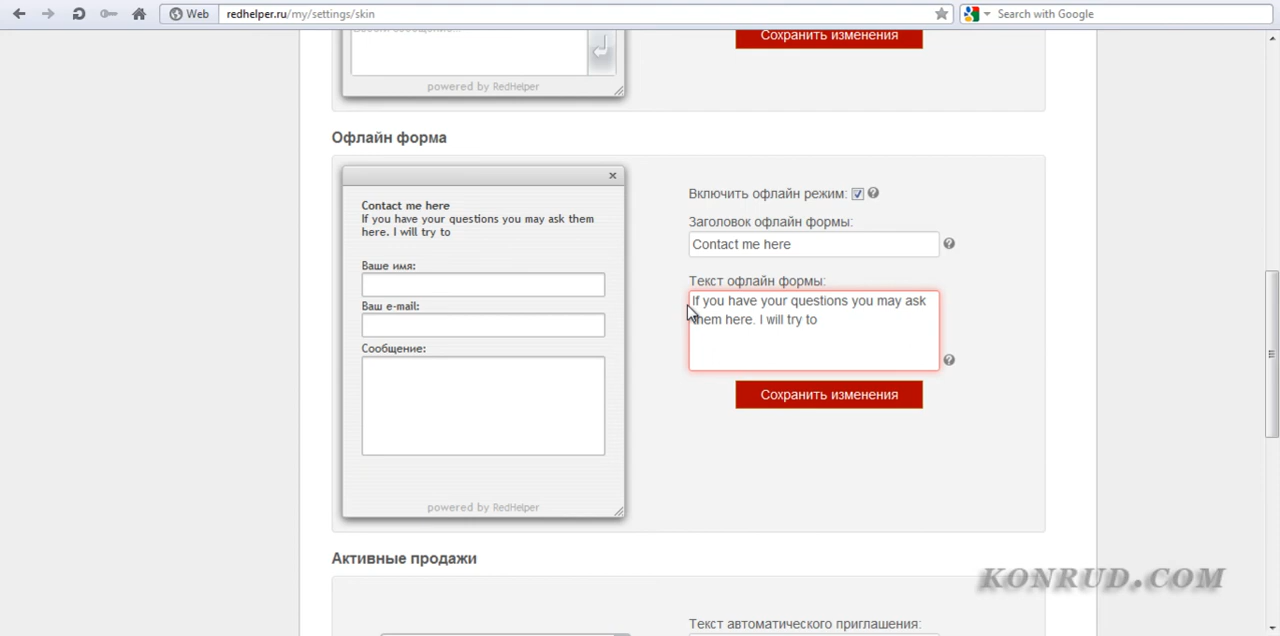 Web
redhelper.ru/my/settings/skin
Search with Google
Сохранить изменения
powered by RedHelper
Офлайн форма
Contact me here
If you have your questions you may ask them
here. I will try to
Ваше имя:
Ваш e-mail:
Сообщение:
powered by RedHelper
Включить офлайн режим:
Заголовок офлайн формы:
Contact me here
Текст офлайн формы:
If you have your questions you may ask
them here. I will try to
Сохранить изменения
Активные продажи
Текст автоматического приглашения:
KONRUD.COM